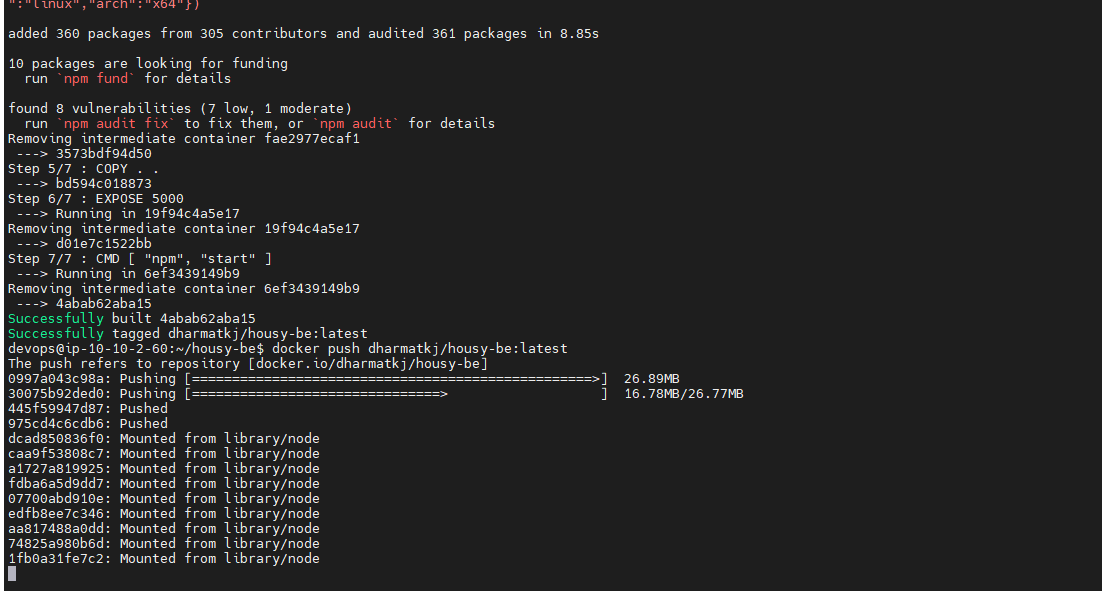 ":"linux","arch":"x64"})
added 360 packages from 305 contributors and audited 361 packages in 8.85s
10 packages are looking for funding
  run `npm fund` for details
found 8 vulnerabilities (7 low, 1 moderate)
  run `npm audit fix` to fix them, or `npm audit` for details
Removing intermediate container fae2977ecaf1
 ---> 3573bdf94d50
Step 5/7 : COPY . .
 ---> bd594c018873
Step 6/7 : EXPOSE 5000
 ---> Running in 19f94c4a5e17
Removing intermediate container 19f94c4a5e17
 ---> d01e7c1522bb
Step 7/7 : CMD [ "npm", "start" ]
 ---> Running in 6ef3439149b9
Removing intermediate container 6ef3439149b9
 ---> 4abab62aba15
Successfully built 4abab62aba15
Successfully tagged dharmatkj/housy-be:latest
devops@ip-10-10-2-60:~/housy-be$ docker push dharmatkj/housy-be:latest
The push refers to repository [docker.io/dharmatkj/housy-be]
0997a043c98a: Pushing [==================================================>]  26.89MB
30075b92ded0: Pushing [===============================>                   ]  16.78MB/26.77MB
445f59947d87: Pushed
975cd4c6cdb6: Pushed
dcad850836f0: Mounted from library/node
caa9f53808c7: Mounted from library/node
a1727a819925: Mounted from library/node
fdba6a5d9dd7: Mounted from library/node
07700abd910e: Mounted from library/node
edfb8ee7c346: Mounted from library/node
aa817488a0dd: Mounted from library/node
74825a980b6d: Mounted from library/node
1fb0a31fe7c2: Mounted from library/node